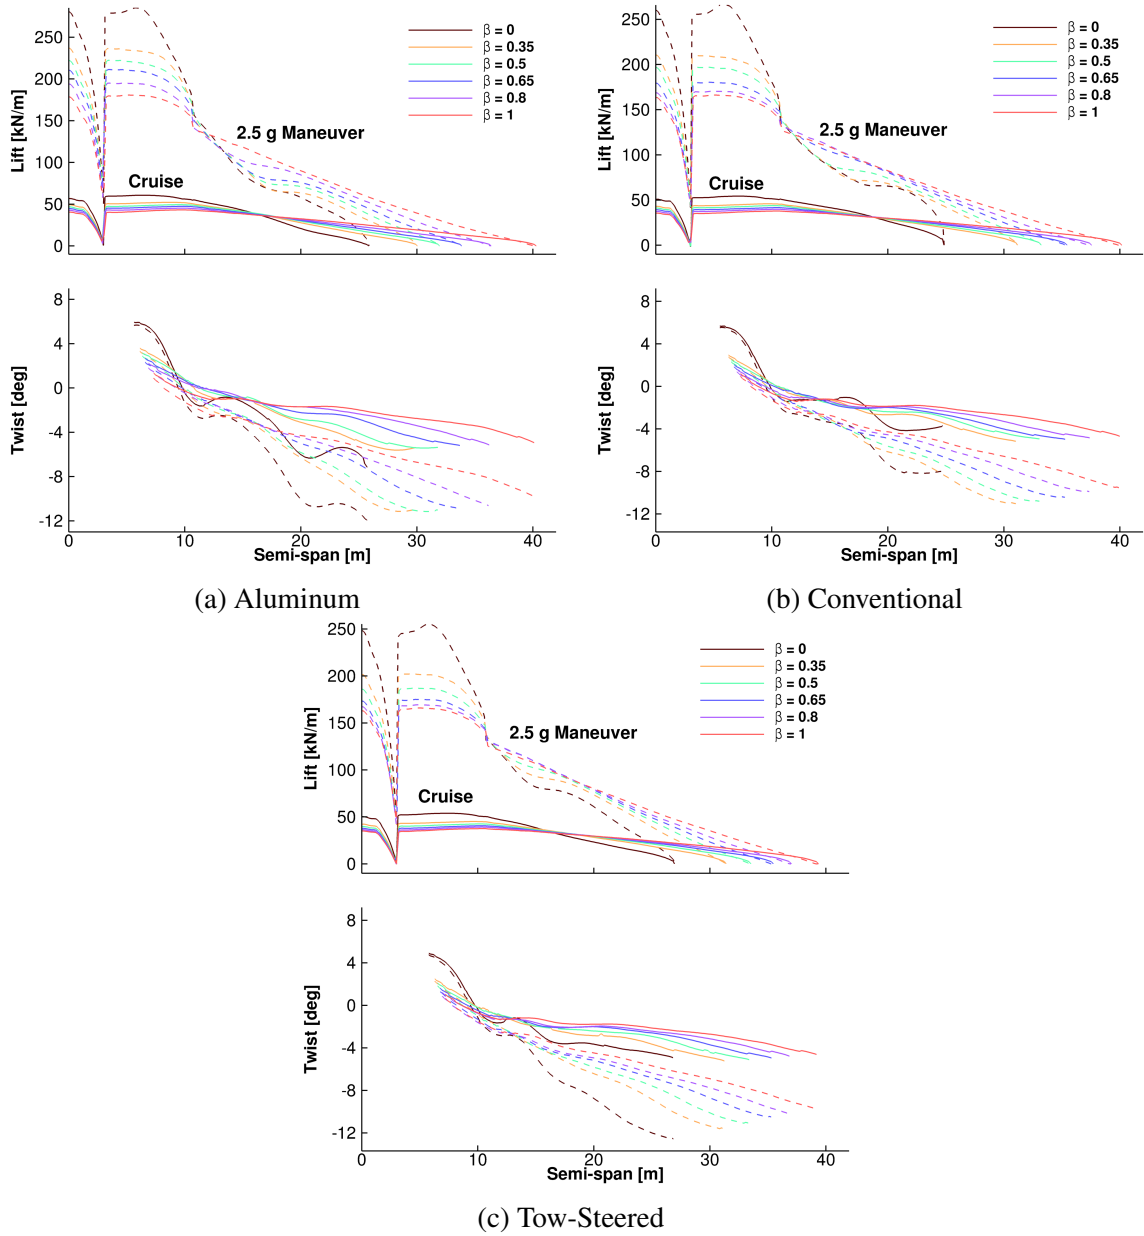 250
200
150
100
50
0
Lift [kN/m]
β = 0
β = 0.35
β = 0.5
β = 0.65
β = 0.8
β = 1
2.5 g Maneuver
Cruise
8
4
0
-4
-8
-12
Twist [deg]
0 10 20 30 40
Semi-span [m]
(a) Aluminum
250
200
150
100
50
0
Lift [kN/m]
β = 0
β = 0.35
β = 0.5
β = 0.65
β = 0.8
β = 1
2.5 g Maneuver
Cruise
8
4
0
-4
-8
-12
Twist [deg]
0 10 20 30 40
Semi-span [m]
(b) Conventional
250
200
150
100
50
0
Lift [kN/m]
β = 0
β = 0.35
β = 0.5
β = 0.65
β = 0.8
β = 1
2.5 g Maneuver
Cruise
8
4
0
-4
-8
-12
Twist [deg]
0 10 20 30 40
Semi-span [m]
(c) Tow-Steered